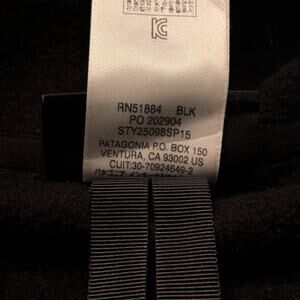 RN51884 BLK
PO 202904
STY25098SP15
PATAGONIA P.O. BOX 150
VENTURA, CA 93002 US
CUIT:30-70924649-2